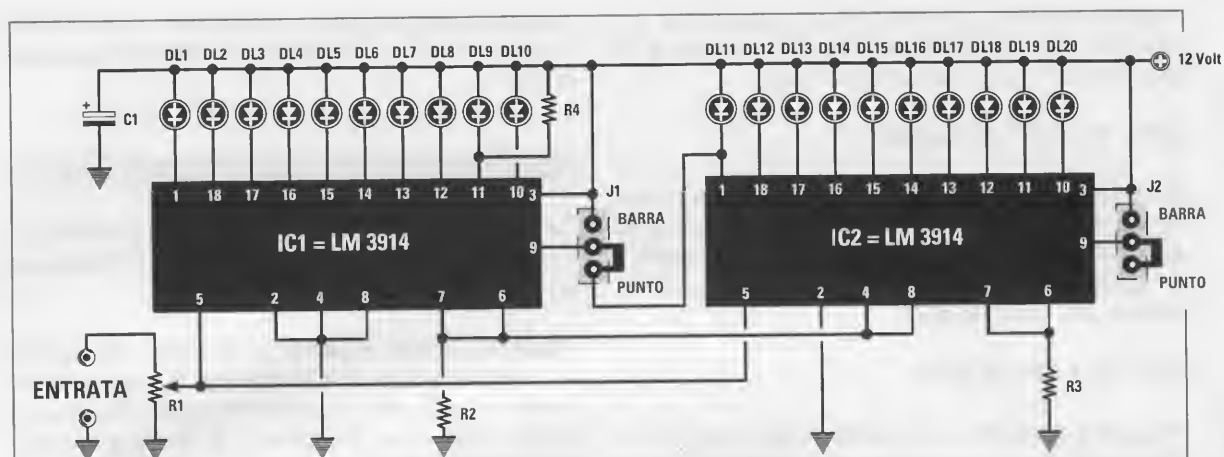 DL1 DL2 DL3 DL4 DL5 DL6 DL7 DL8 DL9 DL10
DL11 DL12 DL13 DL14 DL15 DL16 DL17 DL18 DL19 DL20
12 Volt
+
C1
R4
1 18 17 16 15 14 13 12 11 10 3
J1
BARRA
IC1 = LM 3914
9
PUNTO
5 2 4 8 7 6
1 18 17 16 15 14 13 12 11 10 3
J2
BARRA
IC2 = LM 3914
9
PUNTO
5 2 4 8 7 6
ENTRATA
R1
R2
R3